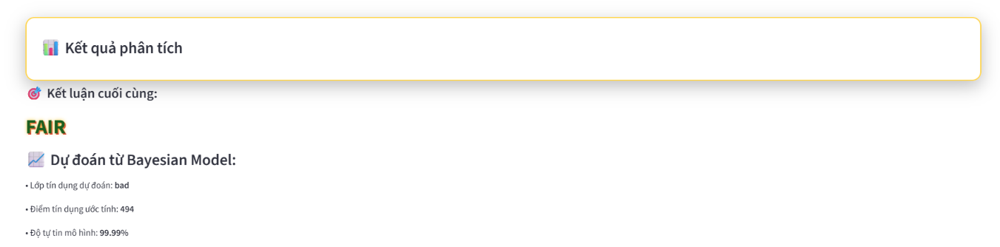 📊 Kết quả phân tích
🎯 Kết luận cuối cùng:
FAIR
📈 Dự đoán từ Bayesian Model:
• Lớp tín dụng dự đoán: bad
• Điểm tín dụng ước tính: 494
• Độ tự tin mô hình: 99.99%